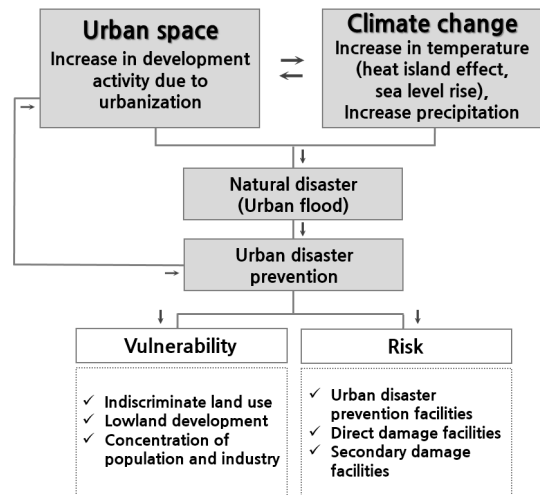 Urban space
Increase in development
activity due to
urbanization
Climate change
Increase in temperature
(heat island effect,
sea level rise),
Increase precipitation
Natural disaster
(Urban flood)
Urban disaster
prevention
Vulnerability
✓ Indiscriminate land use
✓ Lowland development
✓ Concentration of
population and industry
Risk
✓ Urban disaster
prevention facilities
✓ Direct damage facilities
✓ Secondary damage
facilities